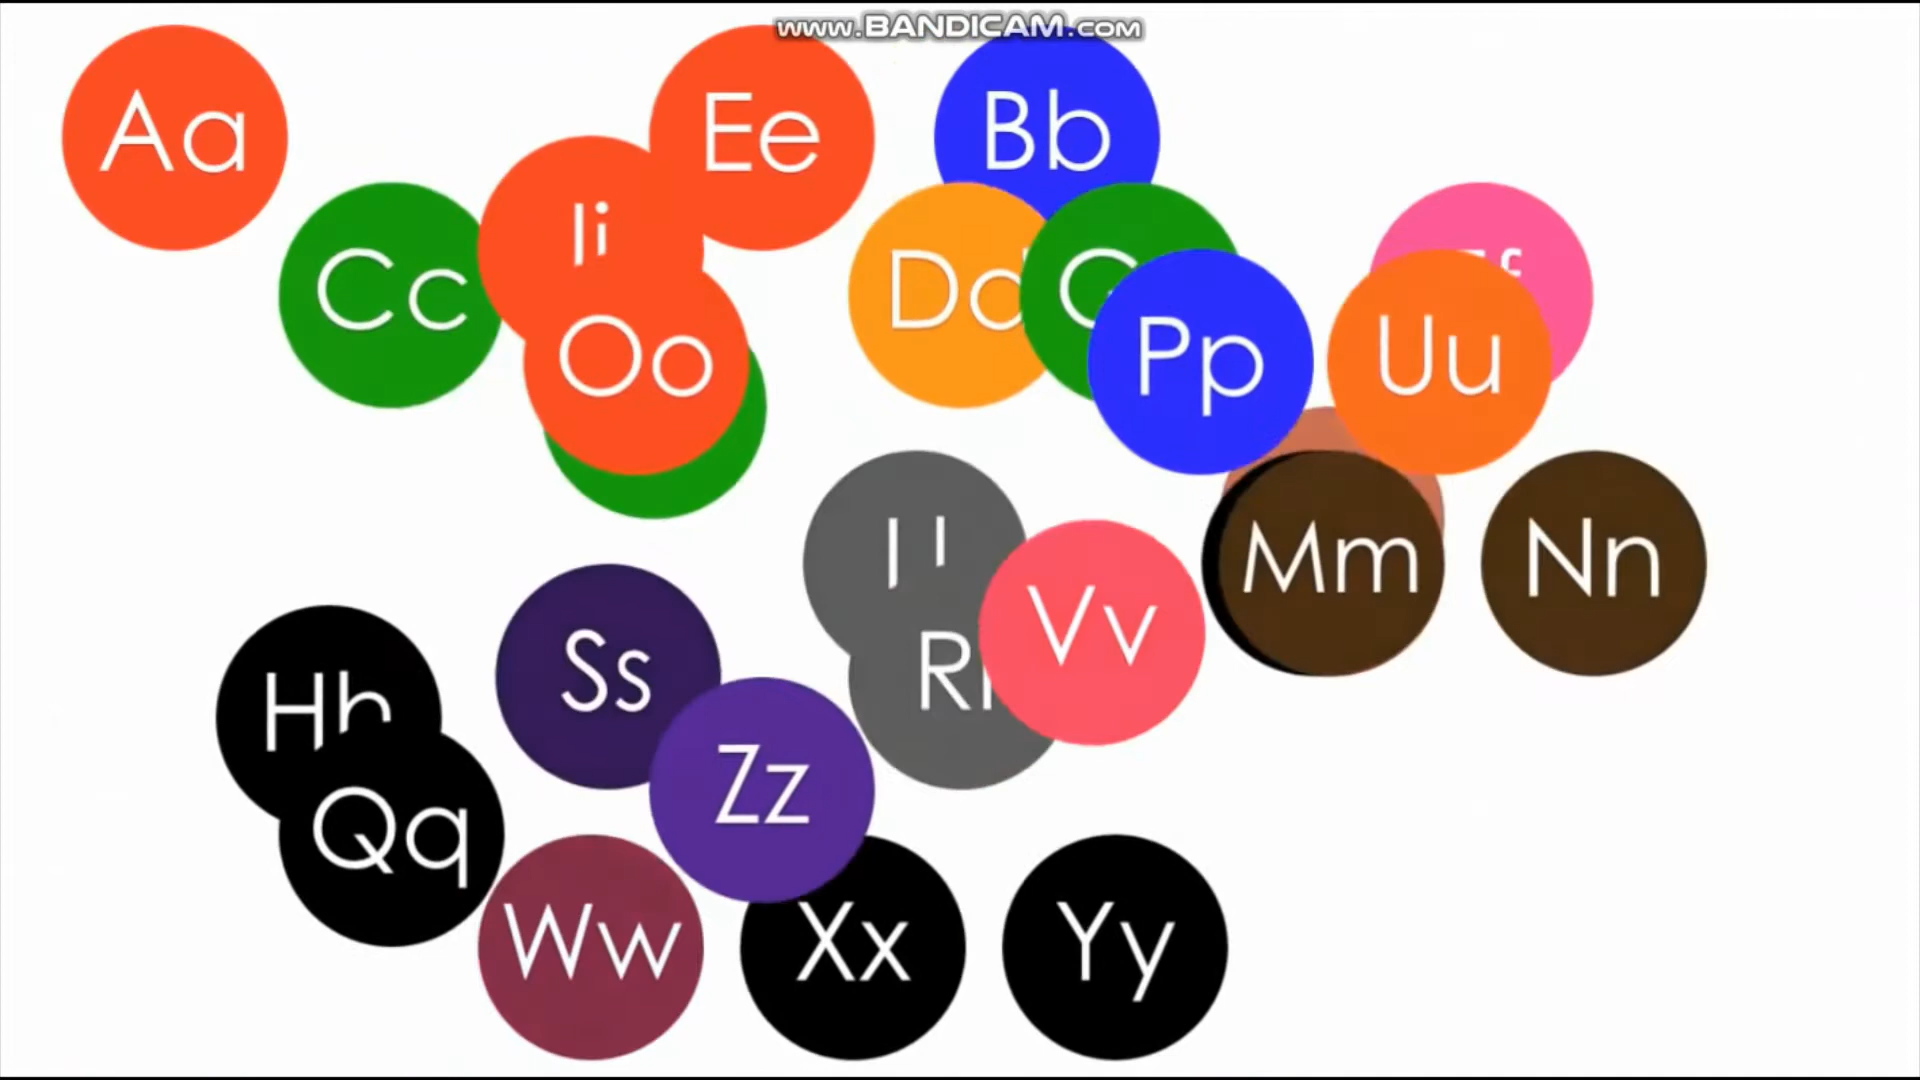 www.BANDICAM.com
Aa
Ee
Bb
Cc
Ii
Dd
Oo
Pp
Uu
Mm
Nn
Ss
Vv
Hh
Zz
Qq
Ww
Xx
Yy